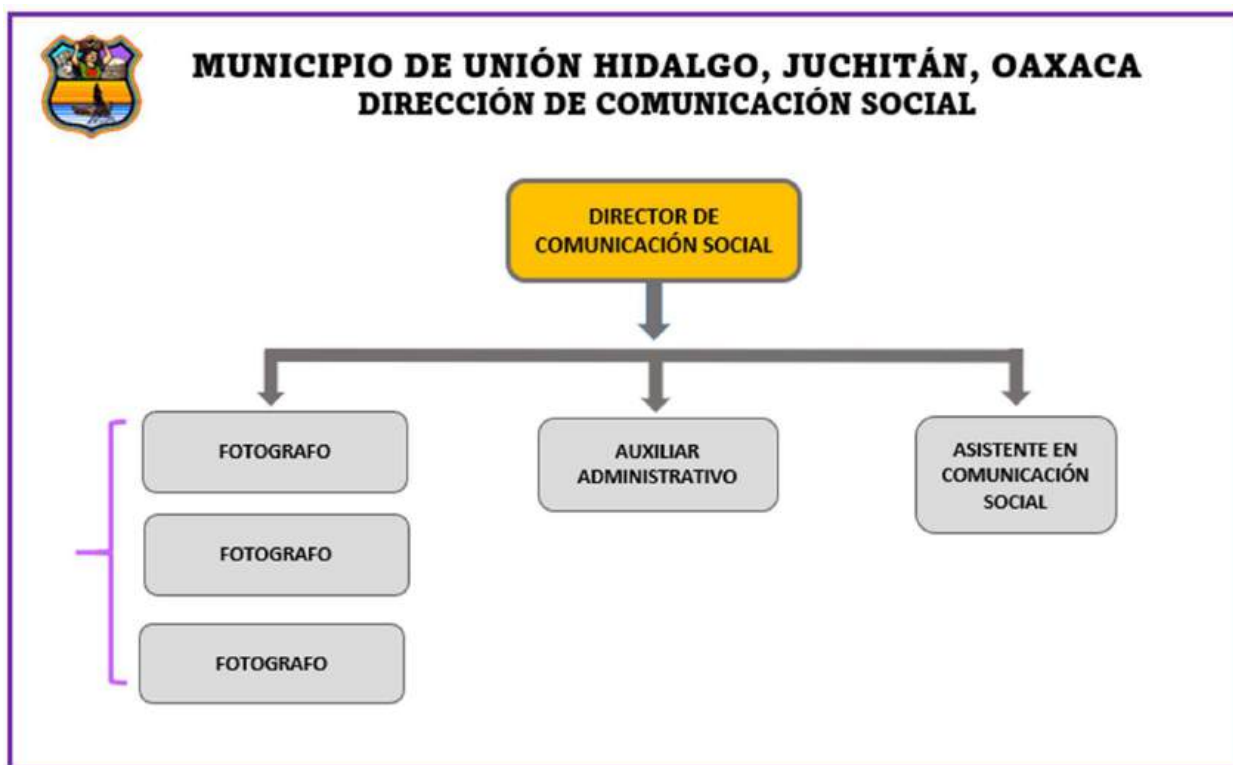 MUNICIPIO DE UNIÓN HIDALGO, JUCHITÁN, OAXACA
DIRECCIÓN DE COMUNICACIÓN SOCIAL
DIRECTOR DE
COMUNICACIÓN SOCIAL
FOTOGRAFO
AUXILIAR
ADMINISTRATIVO
ASISTENTE EN
COMUNICACIÓN
SOCIAL
FOTOGRAFO
FOTOGRAFO